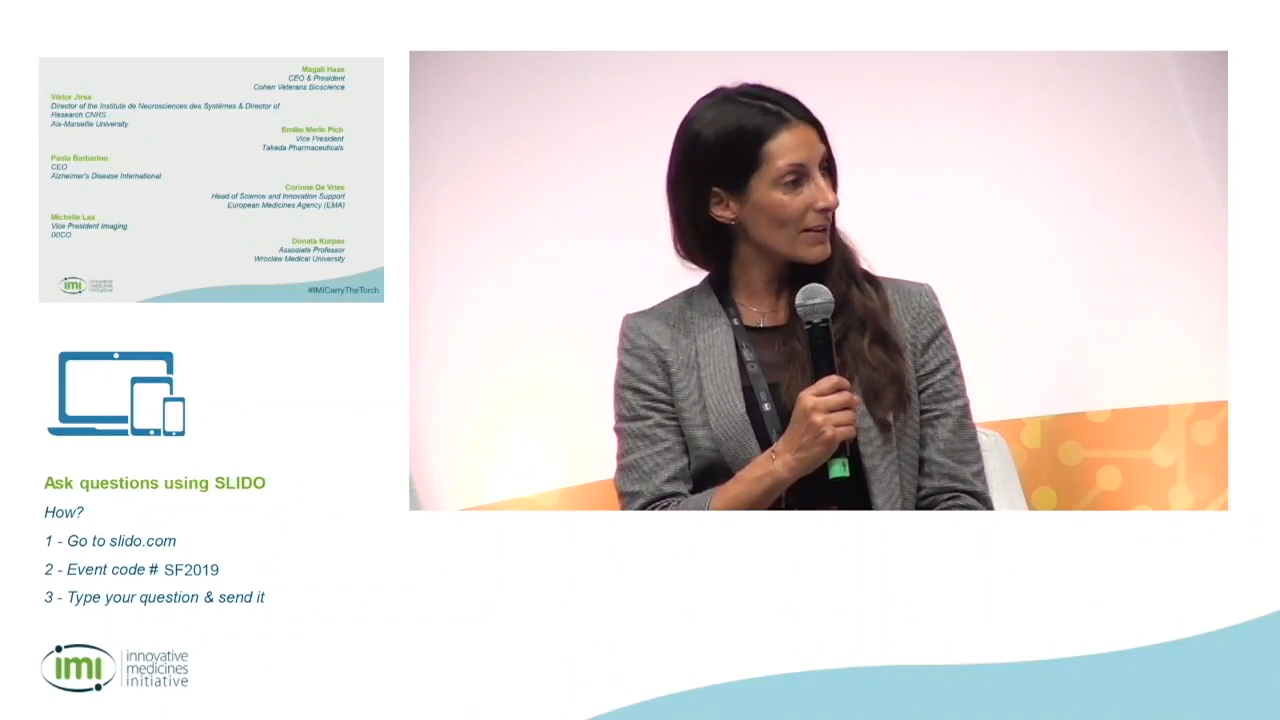 Magali Haas
CEO & President
Cohen Veterans Bioscience
Viktor Jirsa
Director of the Institute de Neurosciences des Systèmes & Director of
Research CNRS
Aix-Marseille University
Emilio Merlo Pich
Vice President
Takeda Pharmaceuticals
Paola Barbarino
CEO
Alzheimer's Disease International
Corinne De Vries
Head of Science and Innovation Support
European Medicines Agency (EMA)
Michelle Lax
Vice President Imaging
IXICO
Donata Kurpas
Associate Professor
Wroclaw Medical University
imi
innovative
medicines
initiative
#IMICarryTheTorch
Ask questions using SLIDO
How?
1 - Go to slido.com
2 - Event code # SF2019
3 - Type your question & send it
imi
innovative
medicines
initiative